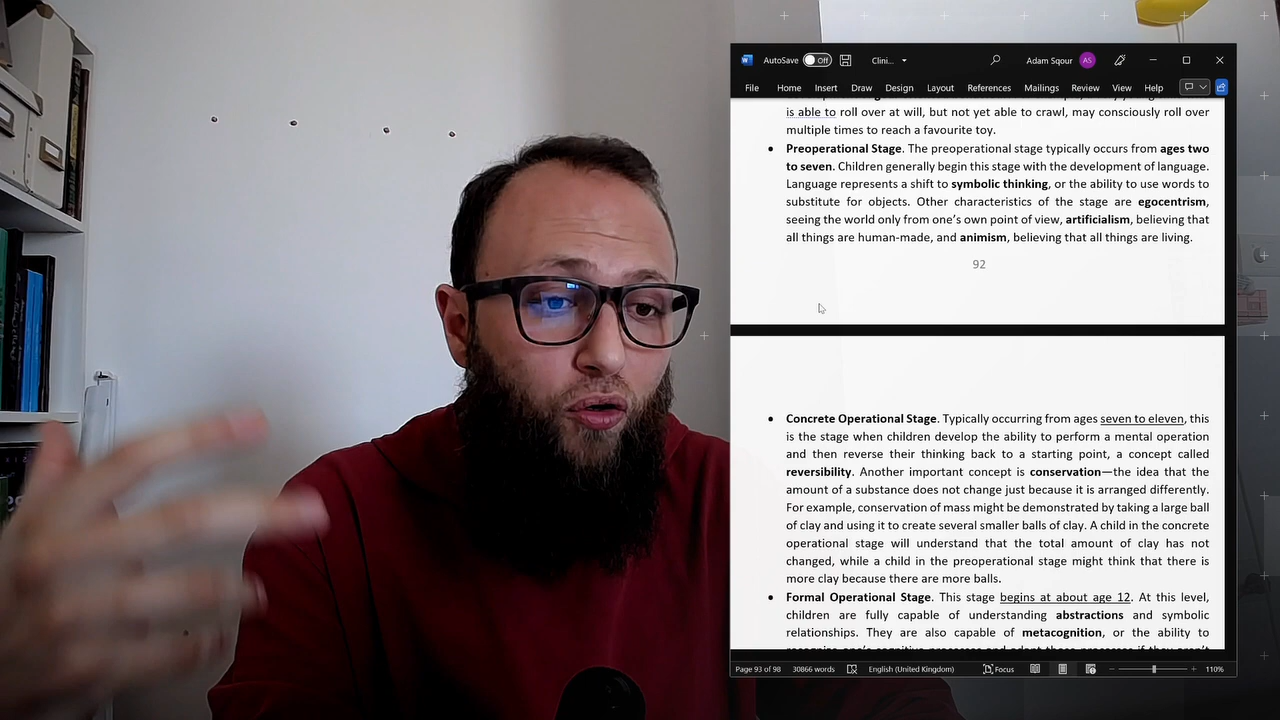 AutoSave Off Clini... Adam Sqour AS
File Home Insert Draw Design Layout References Mailings Review View Help
is able to roll over at will, but not yet able to crawl, may consciously roll over
multiple times to reach a favourite toy.
• Preoperational Stage. The preoperational stage typically occurs from ages two
to seven. Children generally begin this stage with the development of language.
Language represents a shift to symbolic thinking, or the ability to use words to
substitute for objects. Other characteristics of the stage are egocentrism,
seeing the world only from one's own point of view, artificialism, believing that
all things are human-made, and animism, believing that all things are living.
92
• Concrete Operational Stage. Typically occurring from ages seven to eleven, this
is the stage when children develop the ability to perform a mental operation
and then reverse their thinking back to a starting point, a concept called
reversibility. Another important concept is conservation—the idea that the
amount of a substance does not change just because it is arranged differently.
For example, conservation of mass might be demonstrated by taking a large ball
of clay and using it to create several smaller balls of clay. A child in the concrete
operational stage will understand that the total amount of clay has not
changed, while a child in the preoperational stage might think that there is
more clay because there are more balls.
• Formal Operational Stage. This stage begins at about age 12. At this level,
children are fully capable of understanding abstractions and symbolic
relationships. They are also capable of metacognition, or the ability to
Page 93 of 98 30866 words English (United Kingdom) Focus 110%